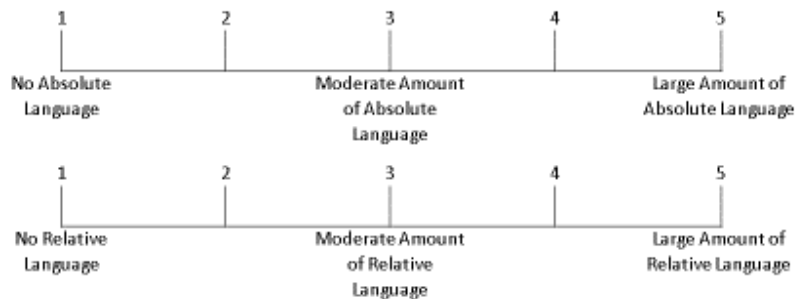 1 2 3 4 5
No Absolute Moderate Amount Large Amount of
Language of Absolute Absolute Language
Language
1 2 3 4 5
No Relative Moderate Amount Large Amount of
Language of Relative Relative Language
Language